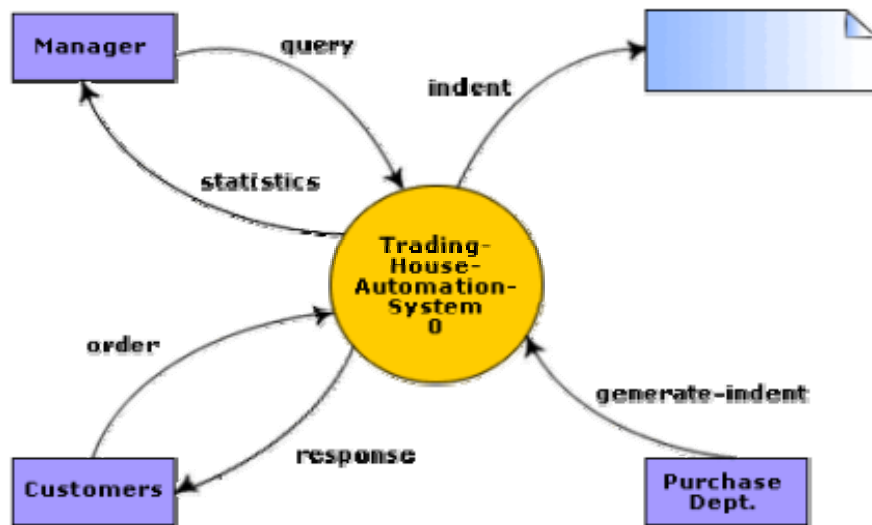 Manager
query
indent
statistics
Trading-
House-
Automation-
System
0
order
generate-indent
response
Customers
Purchase
Dept.